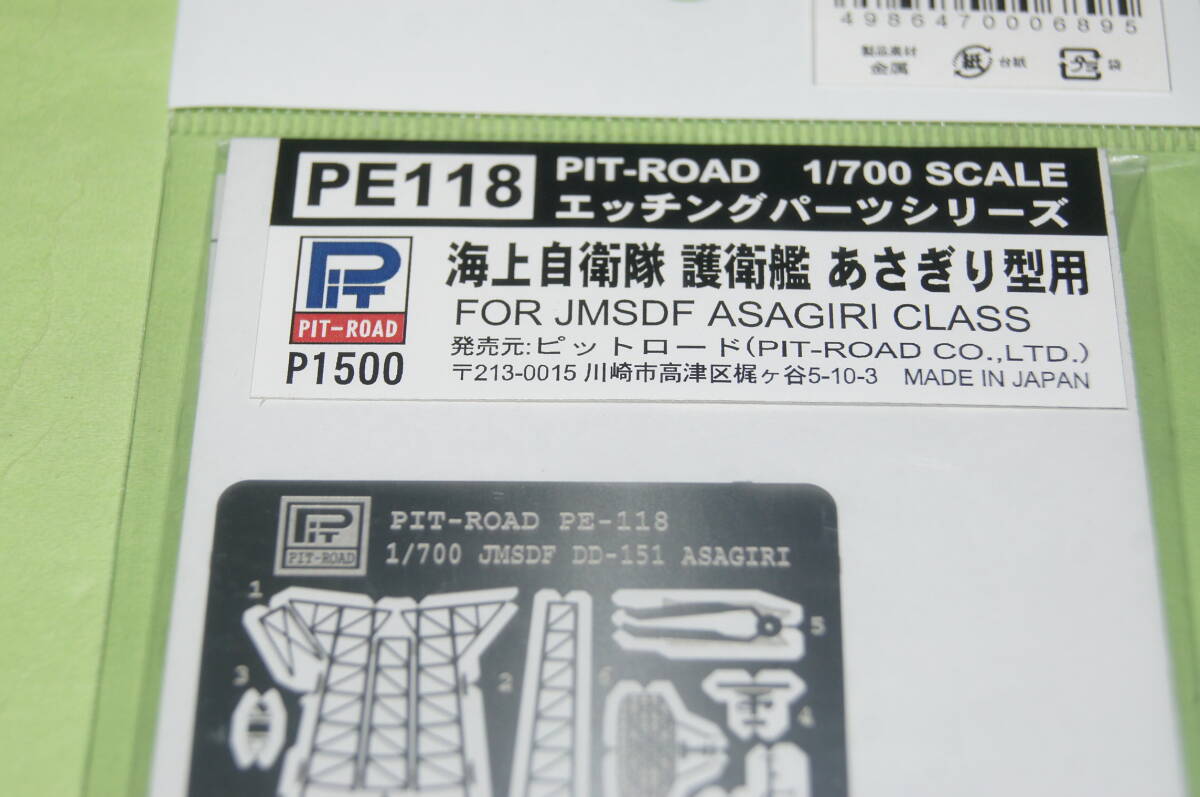 4986470006895
製品素材
金属
紙 台紙
プラ 袋
PE118
PIT-ROAD 1/700 SCALE
エッチングパーツシリーズ
PIT
PIT-ROAD
P1500
海上自衛隊 護衛艦 あさぎり型用
FOR JMSDF ASAGIRI CLASS
発売元:ピットロード(PIT-ROAD CO.,LTD.)
〒213-0015 川崎市高津区梶ヶ谷5-10-3 MADE IN JAPAN
PIT
PIT-ROAD
PIT-ROAD PE-118
1/700 JMSDF DD-151 ASAGIRI
1
5
3
2
6
4